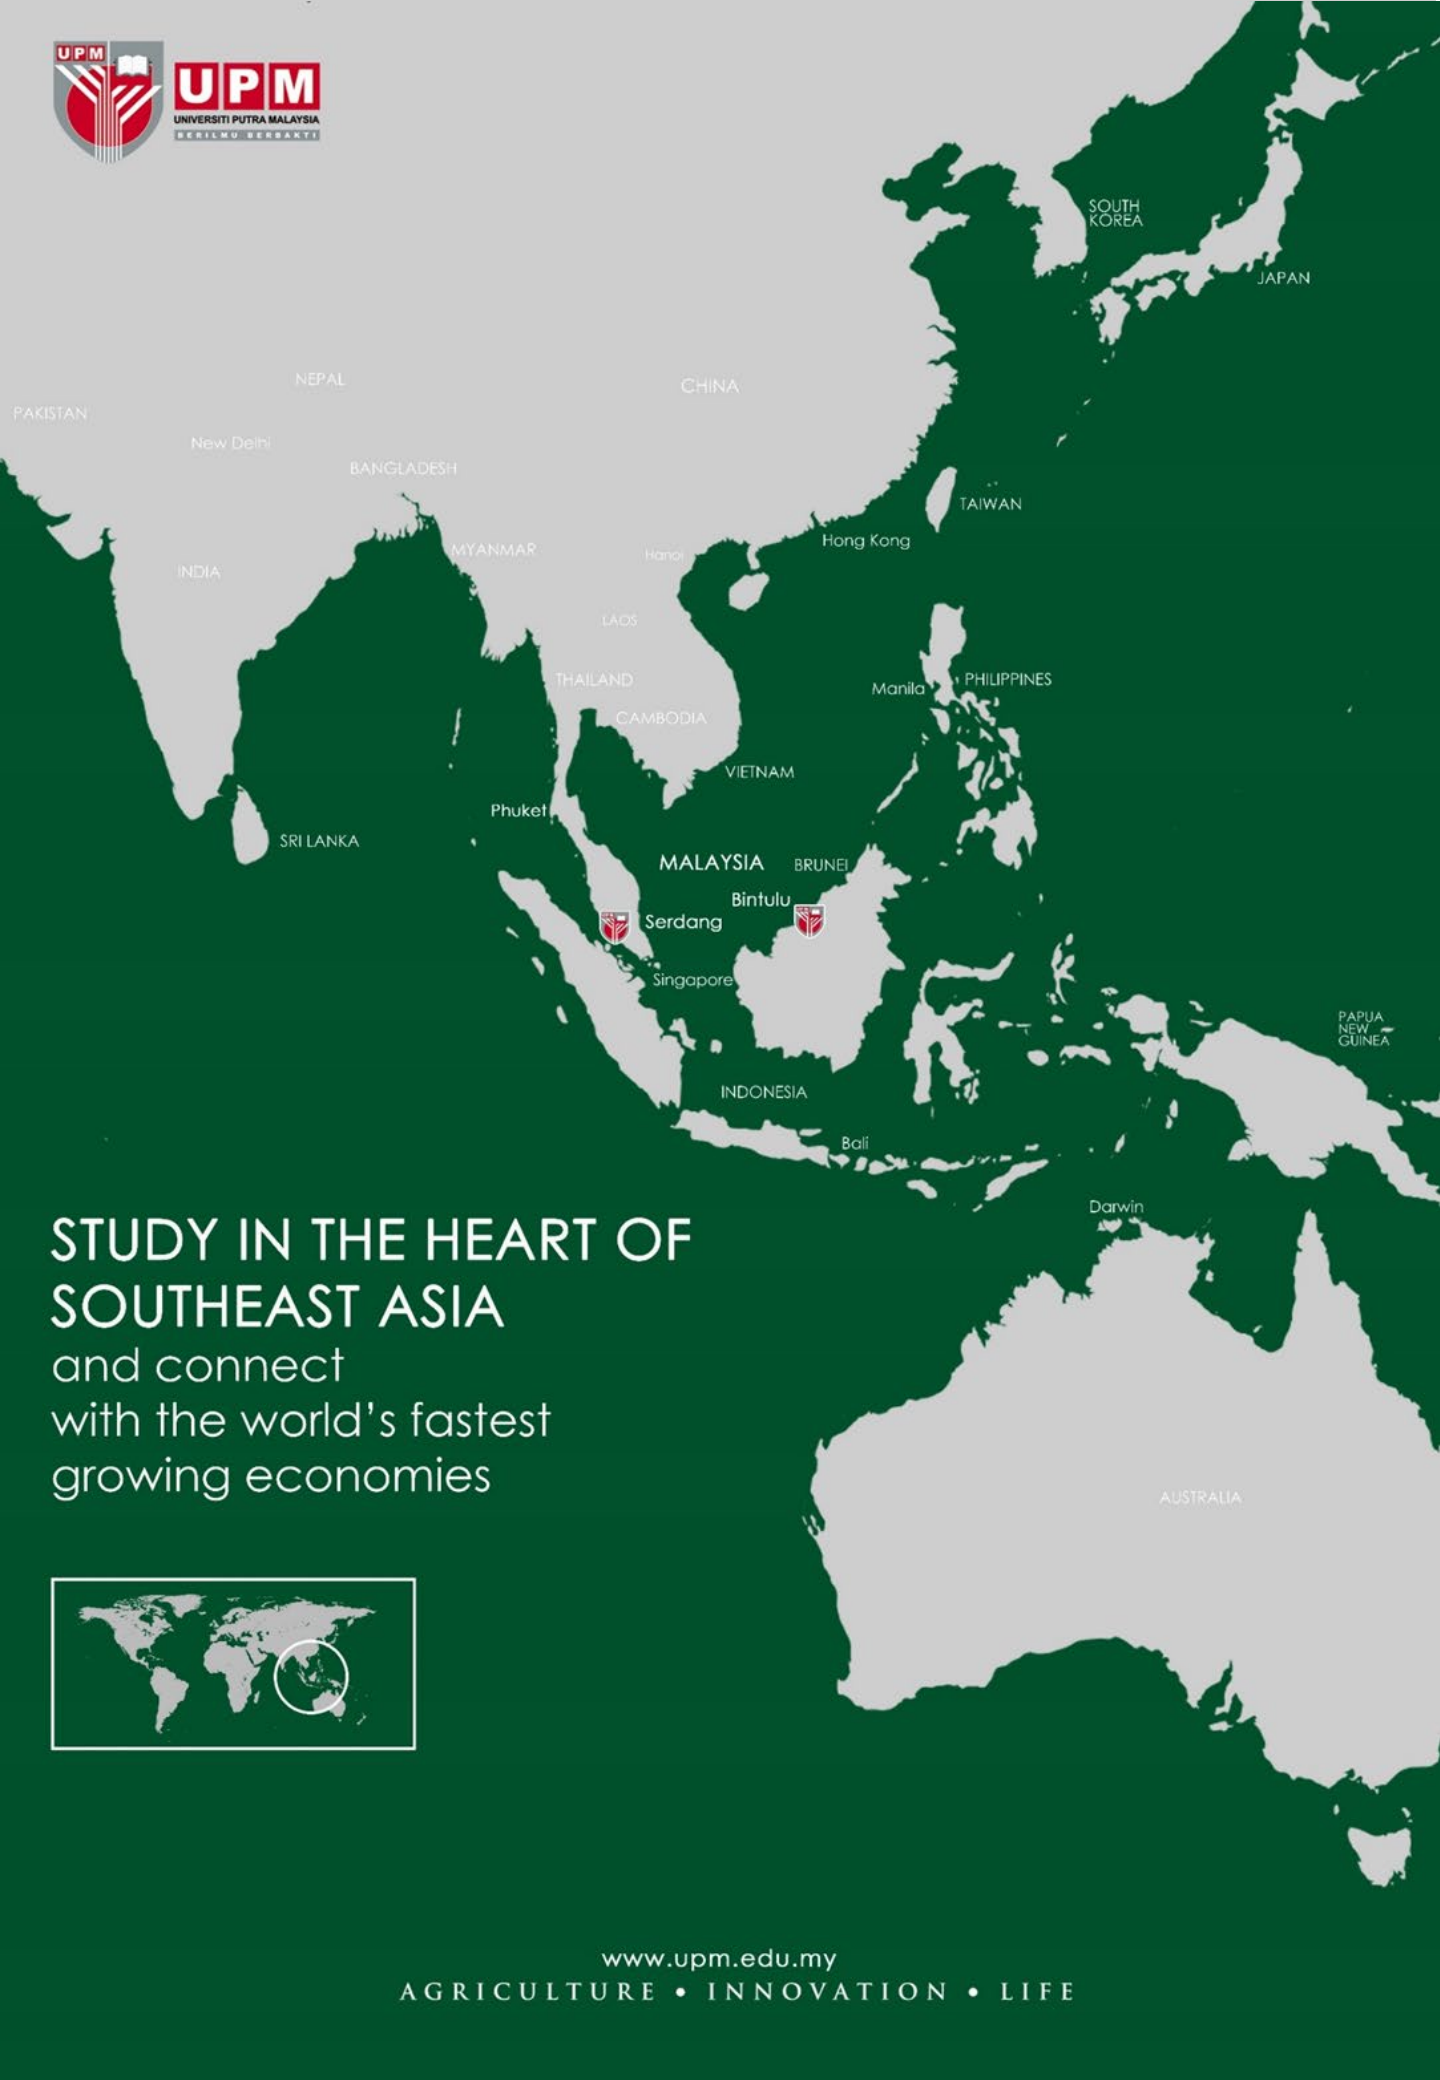 UPM
UPM
UNIVERSITI PUTRA MALAYSIA
BERILMU BERBAKTI
SOUTH
KOREA
JAPAN
NEPAL
CHINA
PAKISTAN
New Delhi
BANGLADESH
TAIWAN
Hong Kong
MYANMAR
Hanoi
INDIA
LAOS
THAILAND
PHILIPPINES
Manila
CAMBODIA
VIETNAM
Phuket
SRI LANKA
MALAYSIA
BRUNEI
Bintulu
Serdang
Singapore
PAPUA
NEW
GUINEA
INDONESIA
Bali
Darwin
STUDY IN THE HEART OF
SOUTHEAST ASIA
and connect
with the world's fastest
growing economies
AUSTRALIA
www.upm.edu.my
AGRICULTURE • INNOVATION • LIFE